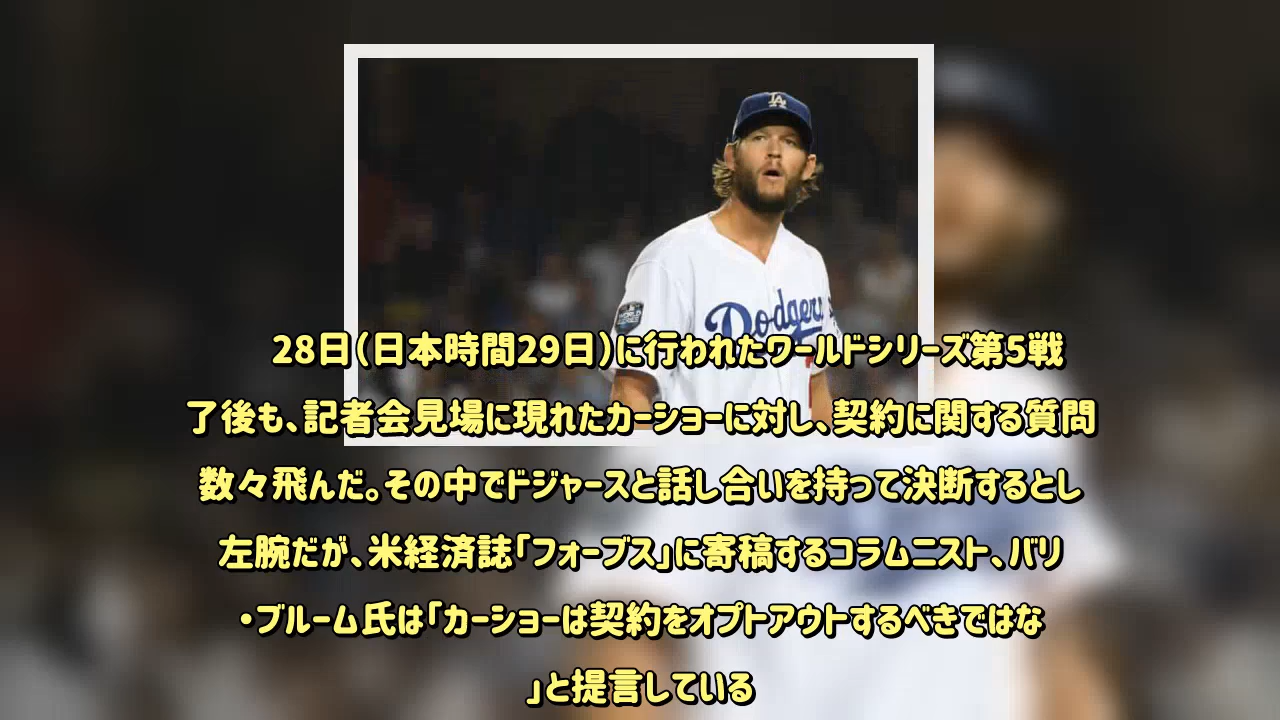 LA
WORLD SERIES
Dodgers
28日(日本時間29日)に行われたワールドシリーズ第5戦
了後も、記者会見場に現れたカーショーに対し、契約に関する質問
数々飛んだ。その中でドジャースと話し合いを持って決断するとし
左腕だが、米経済誌「フォーブス」に寄稿するコラムニスト、バリ
・ブルーム氏は「カーショーは契約をオプトアウトするべきではな
」と提言している